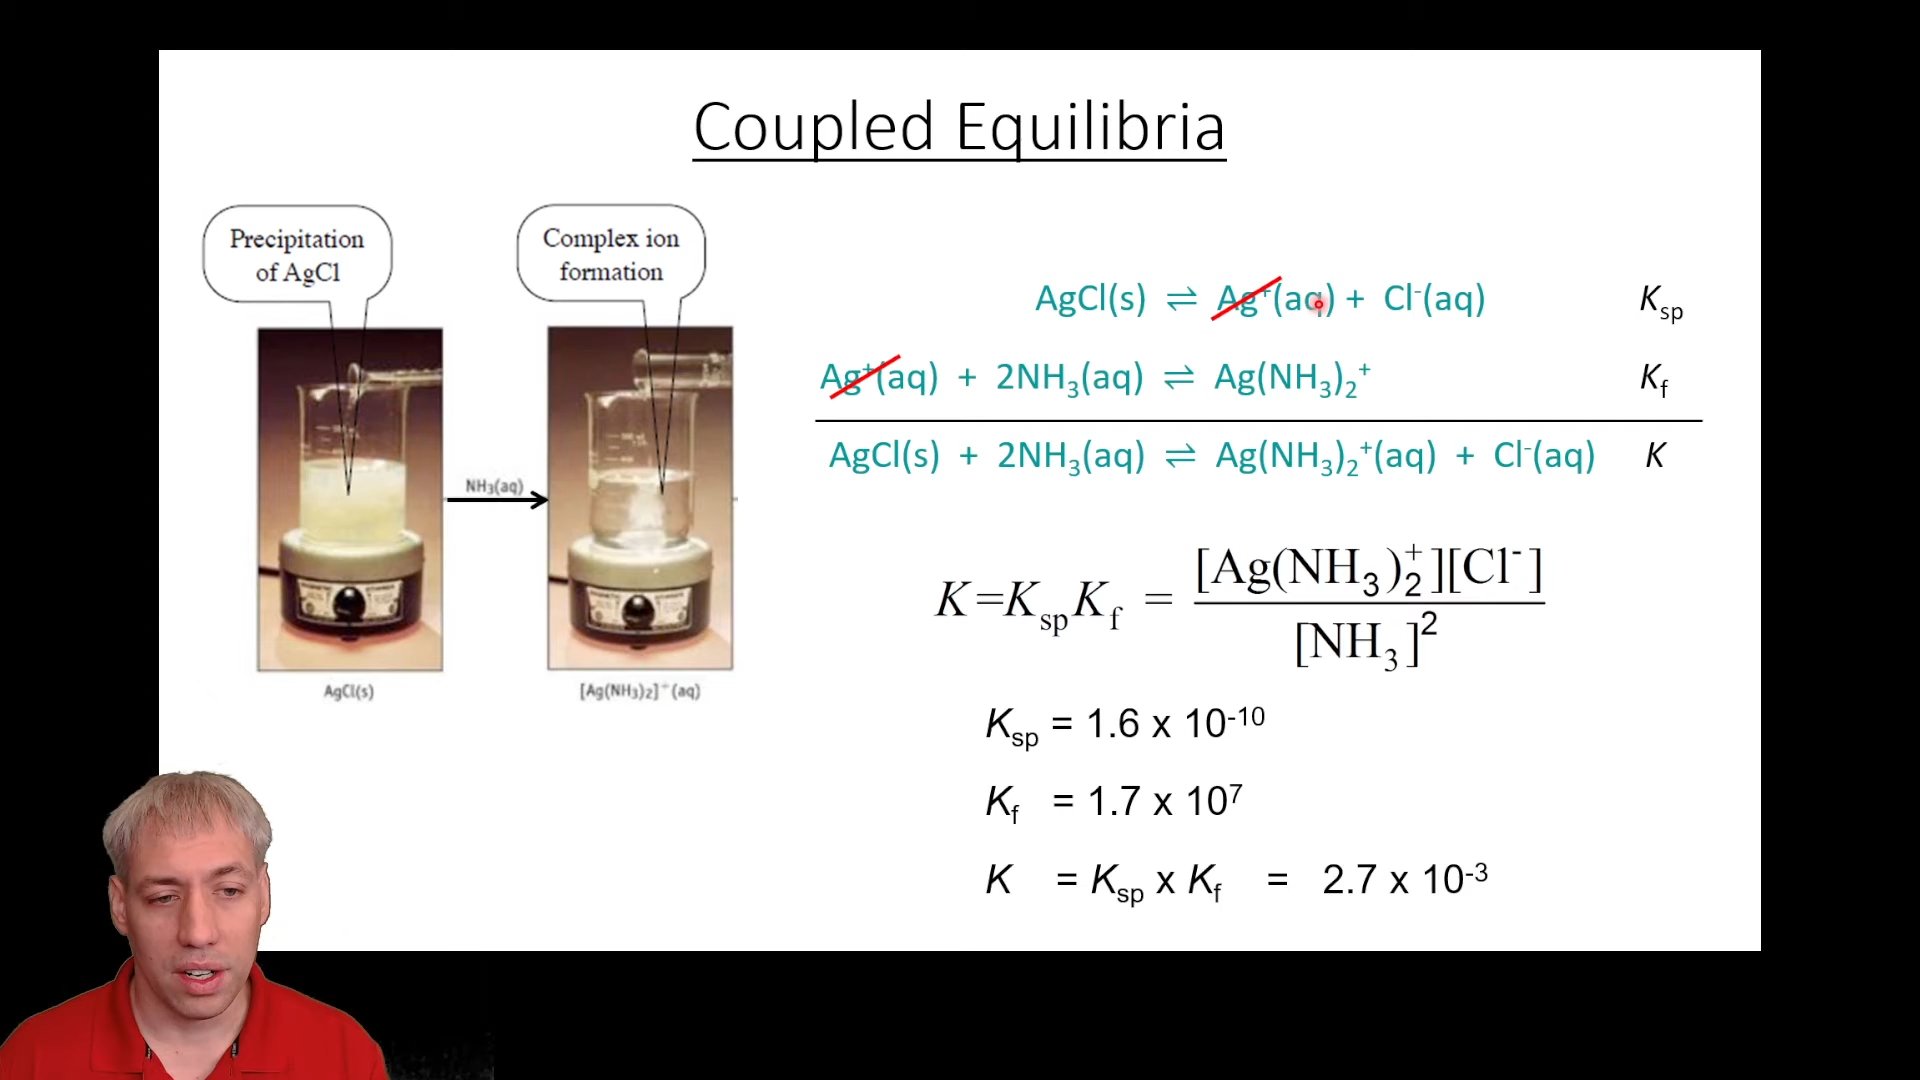 Coupled Equilibria
Precipitation
of AgCl
Complex ion
formation
NH₃(aq)
AgCl(s)
[Ag(NH₃)₂]⁺(aq)
AgCl(s) ⇌ Ag⁺(aq) + Cl⁻(aq) Ksp
Ag⁺(aq) + 2NH₃(aq) ⇌ Ag(NH₃)₂⁺ Kf
AgCl(s) + 2NH₃(aq) ⇌ Ag(NH₃)₂⁺(aq) + Cl⁻(aq) K
K=KspKf = [Ag(NH₃)₂⁺][Cl⁻] / [NH₃]²
Ksp = 1.6 x 10⁻¹⁰
Kf = 1.7 x 10⁷
K = Ksp x Kf = 2.7 x 10⁻³